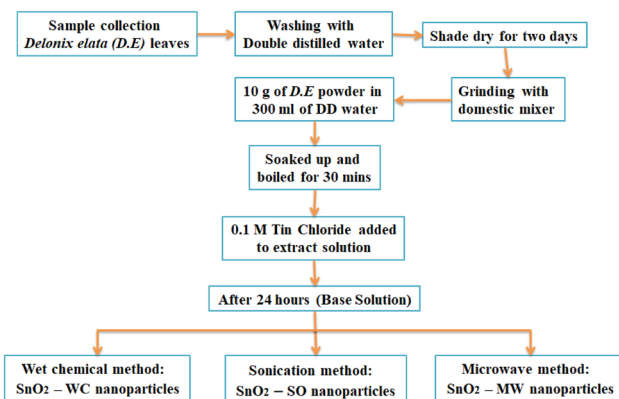 Sample collection
Delonix elata (D.E) leaves
Washing with
Double distilled water
Shade dry for two days
Grinding with
domestic mixer
10 g of D.E powder in
300 ml of DD water
Soaked up and
boiled for 30 mins
0.1 M Tin Chloride added
to extract solution
After 24 hours (Base Solution)
Wet chemical method:
SnO2 – WC nanoparticles
Sonication method:
SnO2 – SO nanoparticles
Microwave method:
SnO2 – MW nanoparticles